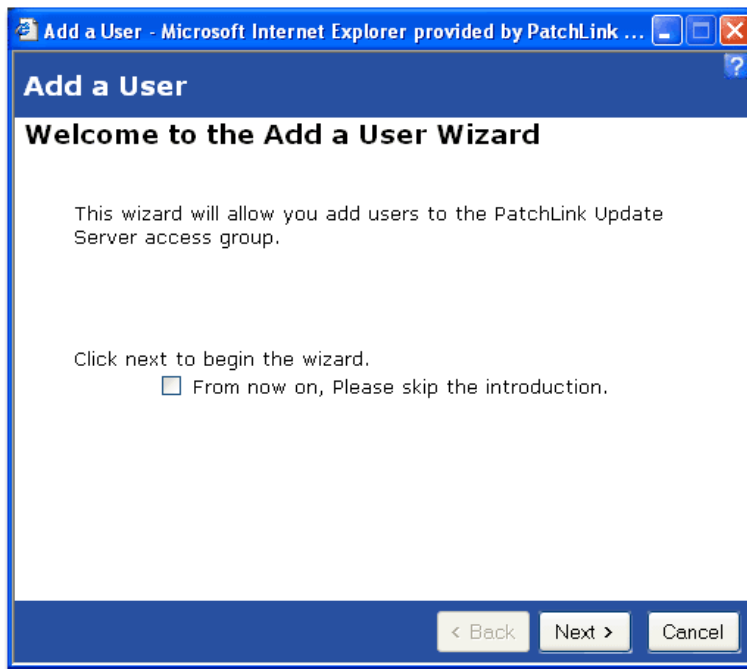 Add a User - Microsoft Internet Explorer provided by PatchLink ...
?
Add a User
Welcome to the Add a User Wizard
This wizard will allow you add users to the PatchLink Update
Server access group.
Click next to begin the wizard.
From now on, Please skip the introduction.
< Back
Next >
Cancel